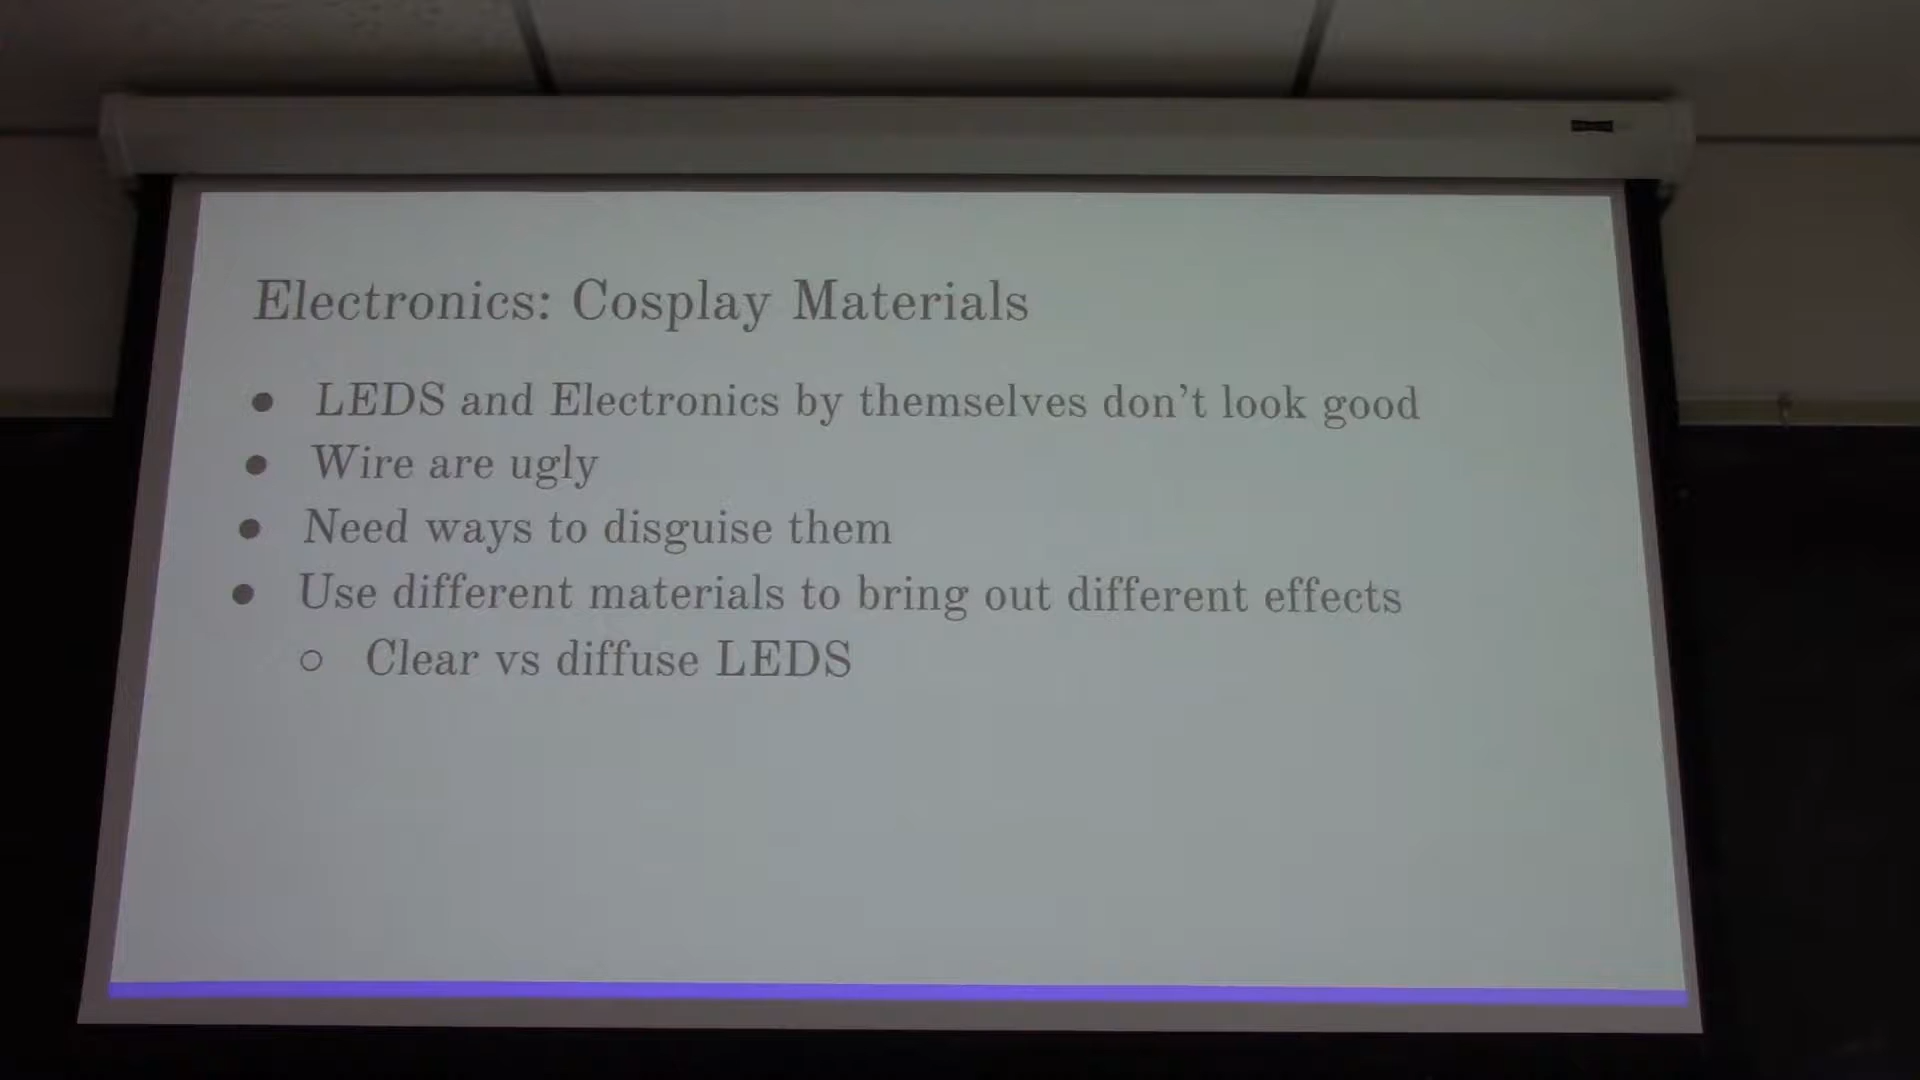 Electronics: Cosplay Materials
● LEDS and Electronics by themselves don't look good
● Wire are ugly
● Need ways to disguise them
● Use different materials to bring out different effects
○ Clear vs diffuse LEDS